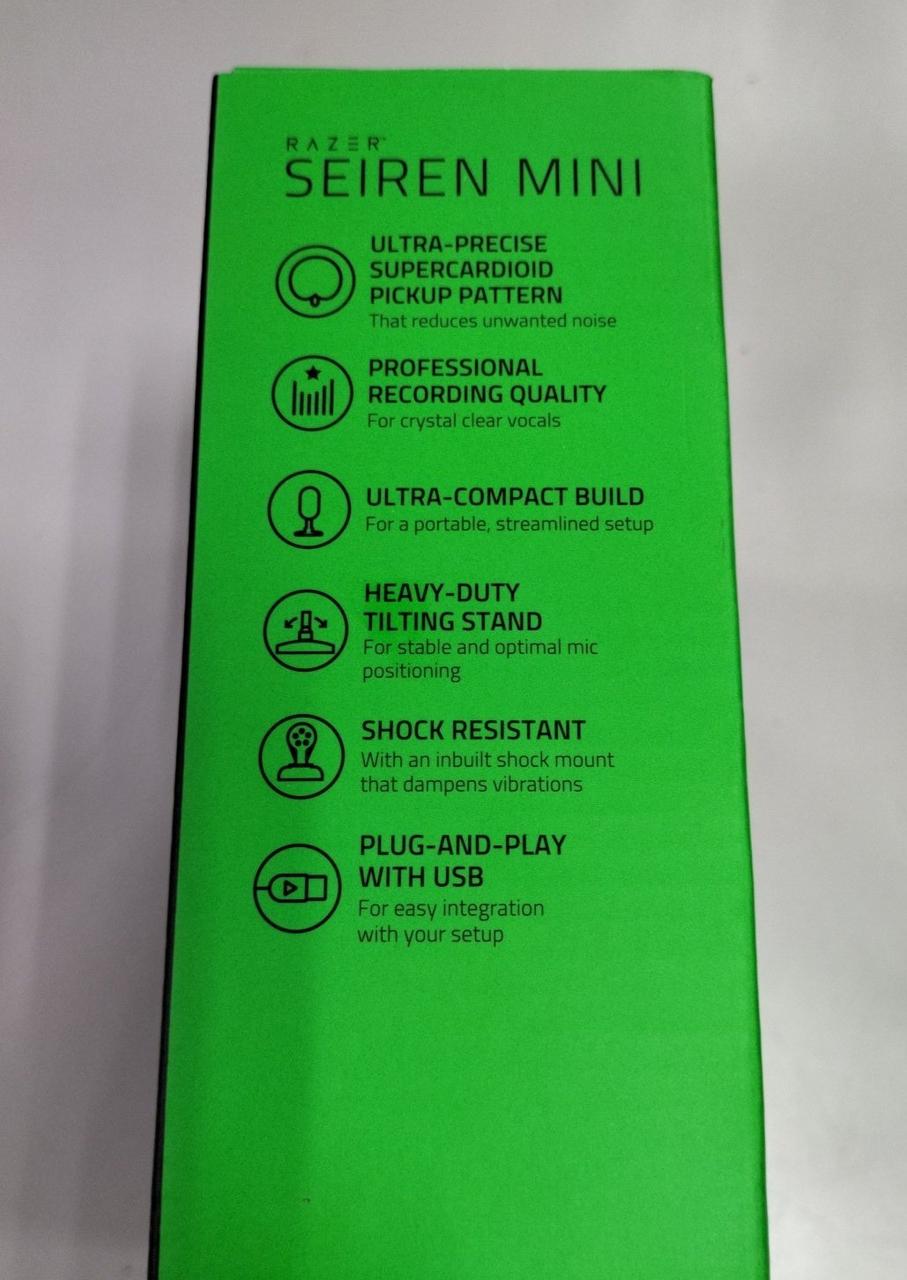 RAZER™
SEIREN MINI
ULTRA-PRECISE
SUPERCARDIOID
PICKUP PATTERN
That reduces unwanted noise
PROFESSIONAL
RECORDING QUALITY
For crystal clear vocals
ULTRA-COMPACT BUILD
For a portable, streamlined setup
HEAVY-DUTY
TILTING STAND
For stable and optimal mic
positioning
SHOCK RESISTANT
With an inbuilt shock mount
that dampens vibrations
PLUG-AND-PLAY
WITH USB
For easy integration
with your setup